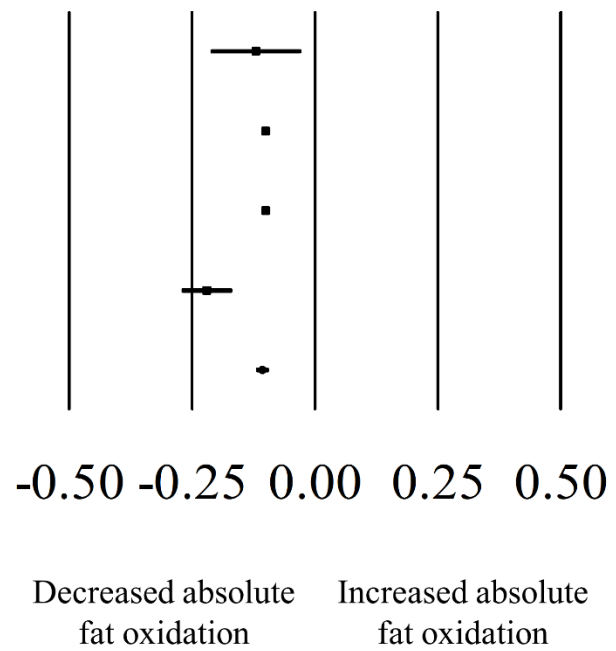 -0.50 -0.25 0.00 0.25 0.50
Decreased absolute Increased absolute
fat oxidation fat oxidation